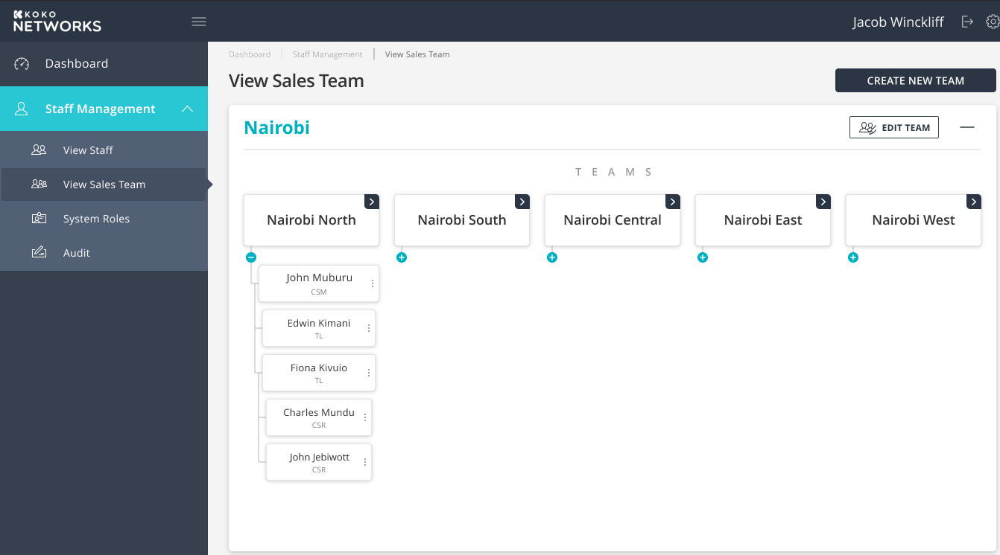 KOKO
NETWORKS
Jacob Winckliff
Dashboard
Staff Management
View Staff
View Sales Team
System Roles
Audit
Dashboard | Staff Management | View Sales Team
View Sales Team
CREATE NEW TEAM
Nairobi
EDIT TEAM
TEAMS
Nairobi North
Nairobi South
Nairobi Central
Nairobi East
Nairobi West
John Muburu
CSM
Edwin Kimani
TL
Fiona Kivuio
TL
Charles Mundu
CSR
John Jebiwott
CSR